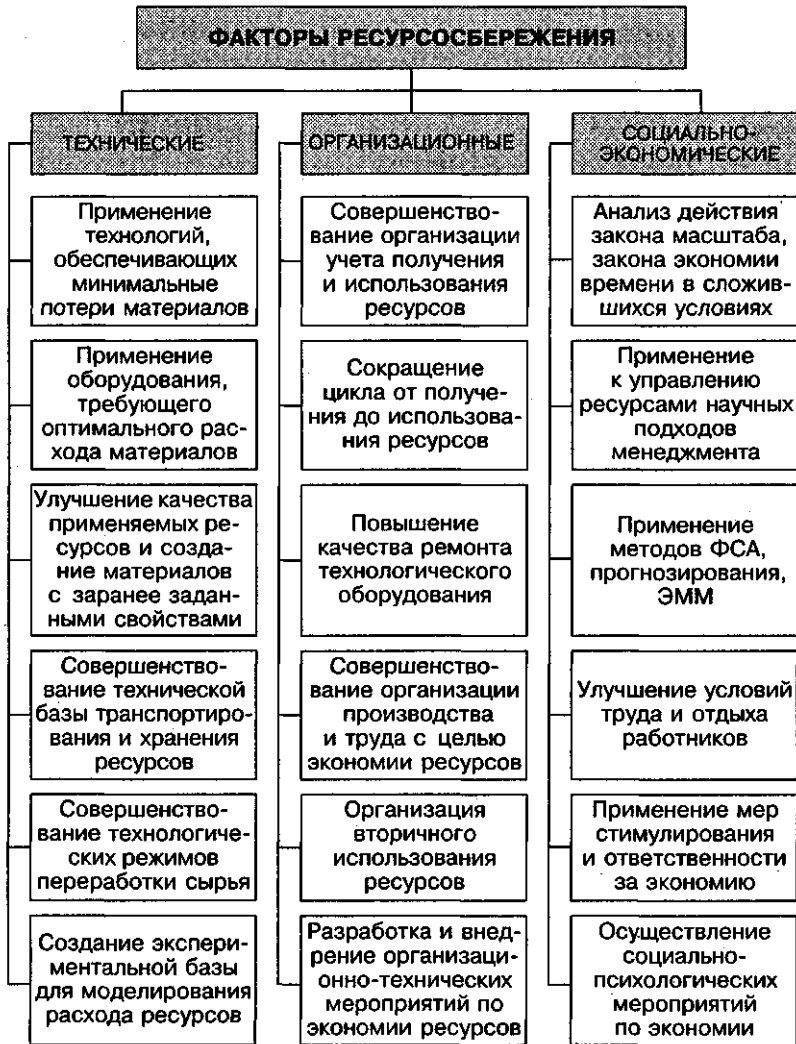 ФАКТОРЫ РЕСУРСОСБЕРЕЖЕНИЯ
ТЕХНИЧЕСКИЕ
Применение
технологий,
обеспечивающих
минимальные
потери материалов
Применение
оборудования,
требующего
оптимального рас-
хода материалов
Улучшение качества
применяемых ре-
сурсов и созда-
ние материалов
с заранее задан-
ными свойствами
Совершенство-
вание технической
базы транспортиро-
вания и хранения
ресурсов
Совершенство-
вание технологиче-
ских режимов
переработки сырья
Создание экспери-
ментальной базы
для моделирования
расхода ресурсов
ОРГАНИЗАЦИОННЫЕ
Совершенство-
вание организации
учета получения
и использования
ресурсов
Сокращение
цикла от получе-
ния до использова-
ния ресурсов
Повышение
качества ремонта
технологического
оборудования
Совершенство-
вание организации
производства
и труда с целью
экономии ресурсов
Организация
вторичного
использования
ресурсов
Разработка и внед-
рение организаци-
онно-технических
мероприятий по
экономии ресурсов
СОЦИАЛЬНО-
ЭКОНОМИЧЕСКИЕ
Анализ действия
закона масштаба,
закона экономии
времени в сложив-
шихся условиях
Применение
к управлению
ресурсами научных
подходов
менеджмента
Применение
методов ФСА,
прогнозирования,
ЭММ
Улучшение условий
труда и отдыха
работников
Применение мер
стимулирования
и ответственности
за экономию
Осуществление
социально-
психологических
мероприятий
по экономии